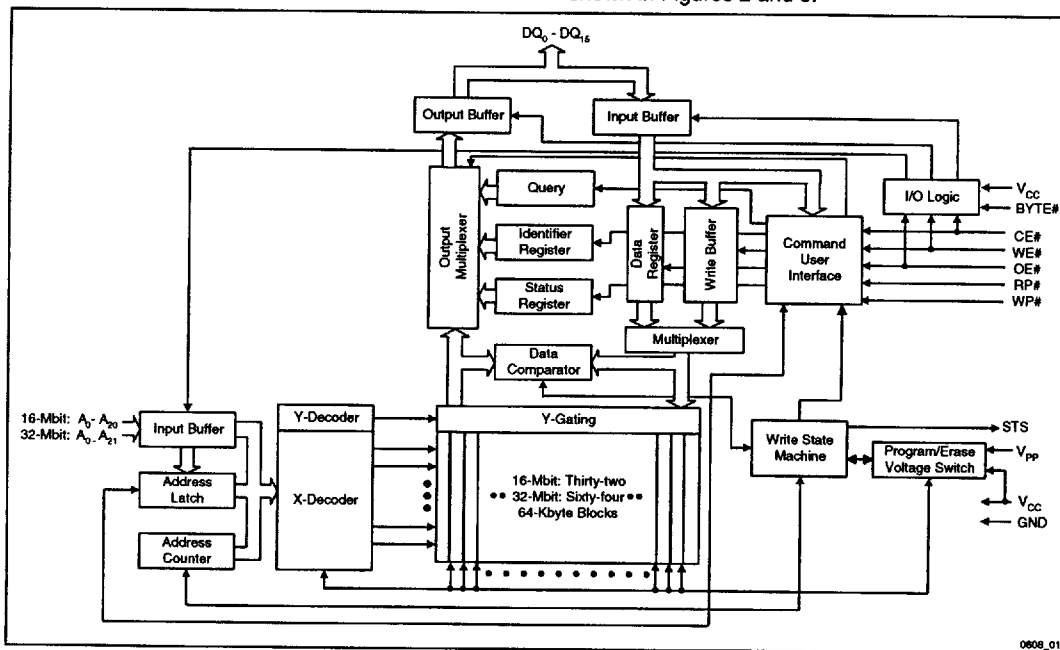 DQ0 - DQ15
Output Buffer
Input Buffer
Output
Multiplexer
Query
Identifier
Register
Status
Register
Data
Register
Write Buffer
Command
User
Interface
I/O Logic
VCC
BYTE#
CE#
WE#
OE#
RP#
WP#
Multiplexer
Data
Comparator
16-Mbit: A0- A20
32-Mbit: A0- A21
Input Buffer
Address
Latch
Address
Counter
Y-Decoder
X-Decoder
Y-Gating
16-Mbit: Thirty-two
32-Mbit: Sixty-four
64-Kbyte Blocks
Write State
Machine
Program/Erase
Voltage Switch
STS
VPP
VCC
GND
0608_01